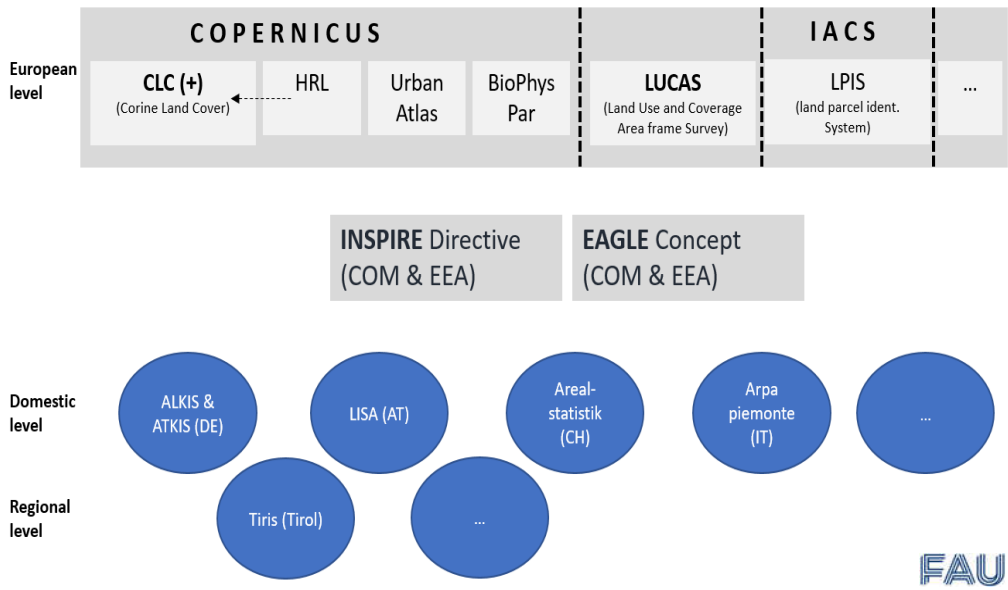 COPERNICUS
IACS
European
level
CLC (+)
(Corine Land Cover)
HRL
Urban
Atlas
BioPhys
Par
LUCAS
(Land Use and Coverage
Area frame Survey)
LPIS
(land parcel ident.
System)
...
INSPIRE Directive
(COM & EEA)
EAGLE Concept
(COM & EEA)
Domestic
level
ALKIS &
ATKIS (DE)
LISA (AT)
Areal-
statistik
(CH)
Arpa
piemonte
(IT)
...
Regional
level
Tiris (Tirol)
...
FAU